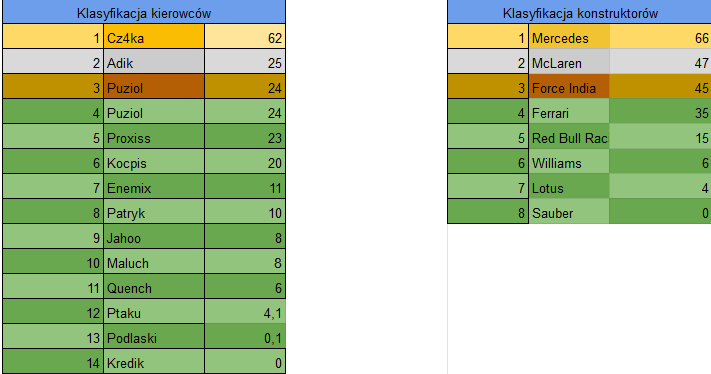 Klasyfikacja kierowców
1 Cz4ka 62
2 Adik 25
3 Puziol 24
4 Puziol 24
5 Proxiss 23
6 Kocpis 20
7 Enemix 11
8 Patryk 10
9 Jahoo 8
10 Maluch 8
11 Quench 6
12 Ptaku 4,1
13 Podlaski 0,1
14 Kredik 0
Klasyfikacja konstruktorów
1 Mercedes 66
2 McLaren 47
3 Force India 45
4 Ferrari 35
5 Red Bull Rac 15
6 Williams 6
7 Lotus 4
8 Sauber 0